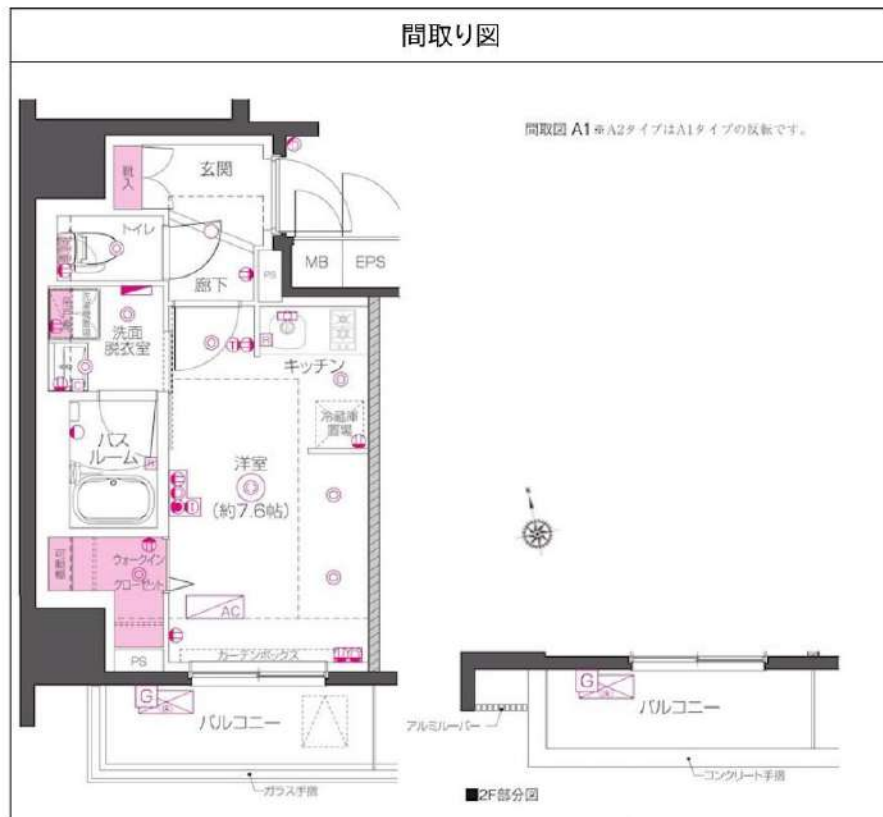 間取り図
間取図 A1 ※A2タイプはA1タイプの反転です。
靴入
玄関
トイレ
廊下
PS
MB
EPS
洗面
脱衣室
キッチン
冷蔵庫
置場
バス
ルーム
洋室
(約7.6帖)
ウォークイン
クローゼット
AC
PS
カーテンボックス
G
バルコニー
ガラス手摺
G
バルコニー
アルミルーバー
コンクリート手摺
■2F部分図